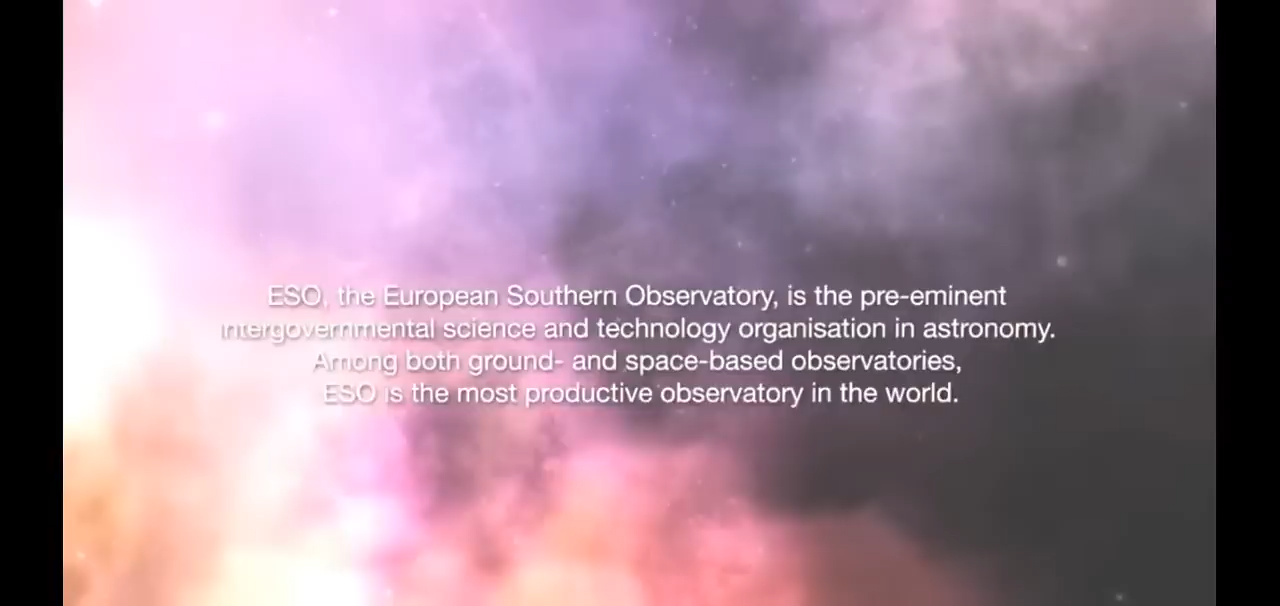 ESO, the European Southern Observatory, is the pre-eminent
intergovernmental science and technology organisation in astronomy.
Among both ground- and space-based observatories,
ESO is the most productive observatory in the world.